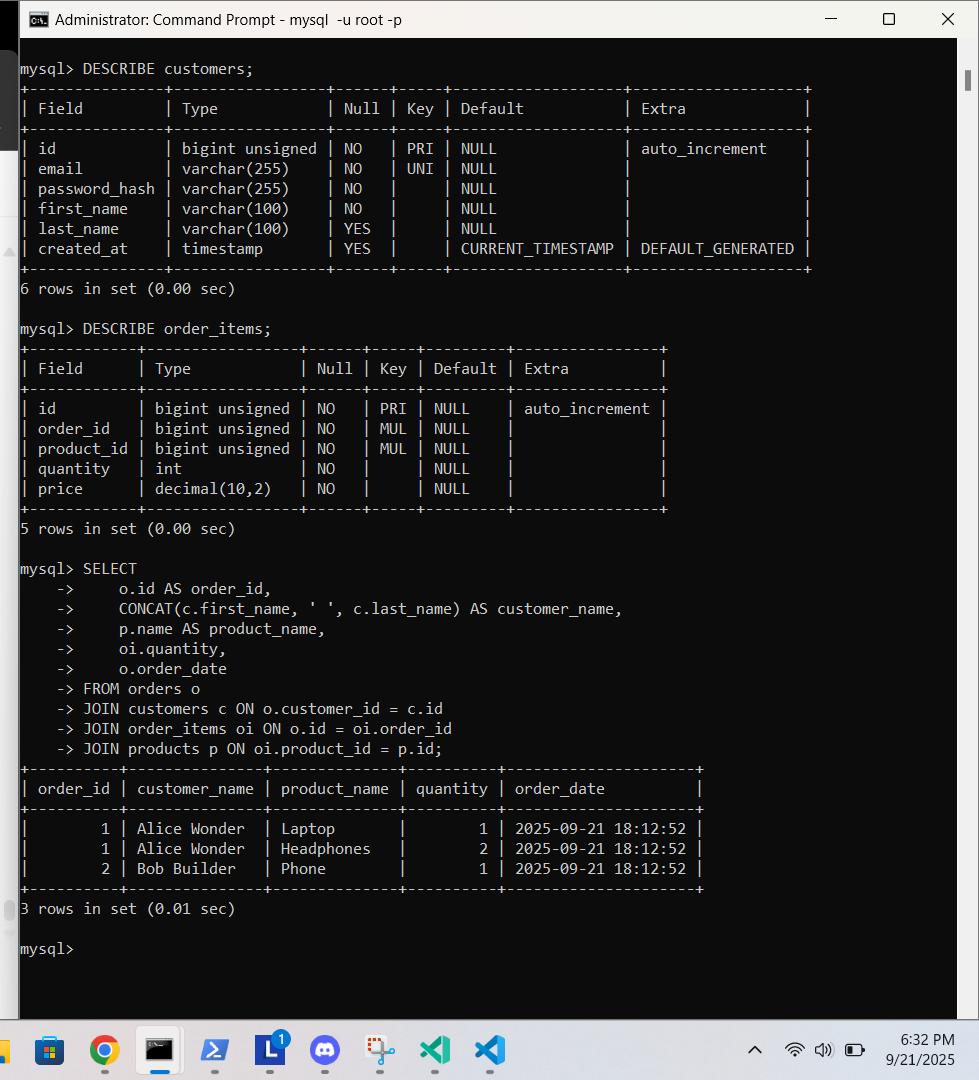 Administrator: Command Prompt - mysql  -u root -p
mysql> DESCRIBE customers;
+---------------+-----------------+------+-----+-------------------+-------------------+
| Field         | Type            | Null | Key | Default           | Extra             |
+---------------+-----------------+------+-----+-------------------+-------------------+
| id            | bigint unsigned | NO   | PRI | NULL              | auto_increment    |
| email         | varchar(255)    | NO   | UNI | NULL              |                   |
| password_hash | varchar(255)    | NO   |     | NULL              |                   |
| first_name    | varchar(100)    | NO   |     | NULL              |                   |
| last_name     | varchar(100)    | YES  |     | NULL              |                   |
| created_at    | timestamp       | YES  |     | CURRENT_TIMESTAMP | DEFAULT_GENERATED |
+---------------+-----------------+------+-----+-------------------+-------------------+
6 rows in set (0.00 sec)
mysql> DESCRIBE order_items;
+------------+-----------------+------+-----+---------+----------------+
| Field      | Type            | Null | Key | Default | Extra          |
+------------+-----------------+------+-----+---------+----------------+
| id         | bigint unsigned | NO   | PRI | NULL    | auto_increment |
| order_id   | bigint unsigned | NO   | MUL | NULL    |                |
| product_id | bigint unsigned | NO   | MUL | NULL    |                |
| quantity   | int             | NO   |     | NULL    |                |
| price      | decimal(10,2)   | NO   |     | NULL    |                |
+------------+-----------------+------+-----+---------+----------------+
5 rows in set (0.00 sec)
mysql> SELECT
    ->     o.id AS order_id,
    ->     CONCAT(c.first_name, ' ', c.last_name) AS customer_name,
    ->     p.name AS product_name,
    ->     oi.quantity,
    ->     o.order_date
    -> FROM orders o
    -> JOIN customers c ON o.customer_id = c.id
    -> JOIN order_items oi ON o.id = oi.order_id
    -> JOIN products p ON oi.product_id = p.id;
+----------+---------------+--------------+----------+---------------------+
| order_id | customer_name | product_name | quantity | order_date          |
+----------+---------------+--------------+----------+---------------------+
|        1 | Alice Wonder  | Laptop       |        1 | 2025-09-21 18:12:52 |
|        1 | Alice Wonder  | Headphones   |        2 | 2025-09-21 18:12:52 |
|        2 | Bob Builder   | Phone        |        1 | 2025-09-21 18:12:52 |
+----------+---------------+--------------+----------+---------------------+
3 rows in set (0.01 sec)
mysql>
L 1
6:32 PM
9/21/2025